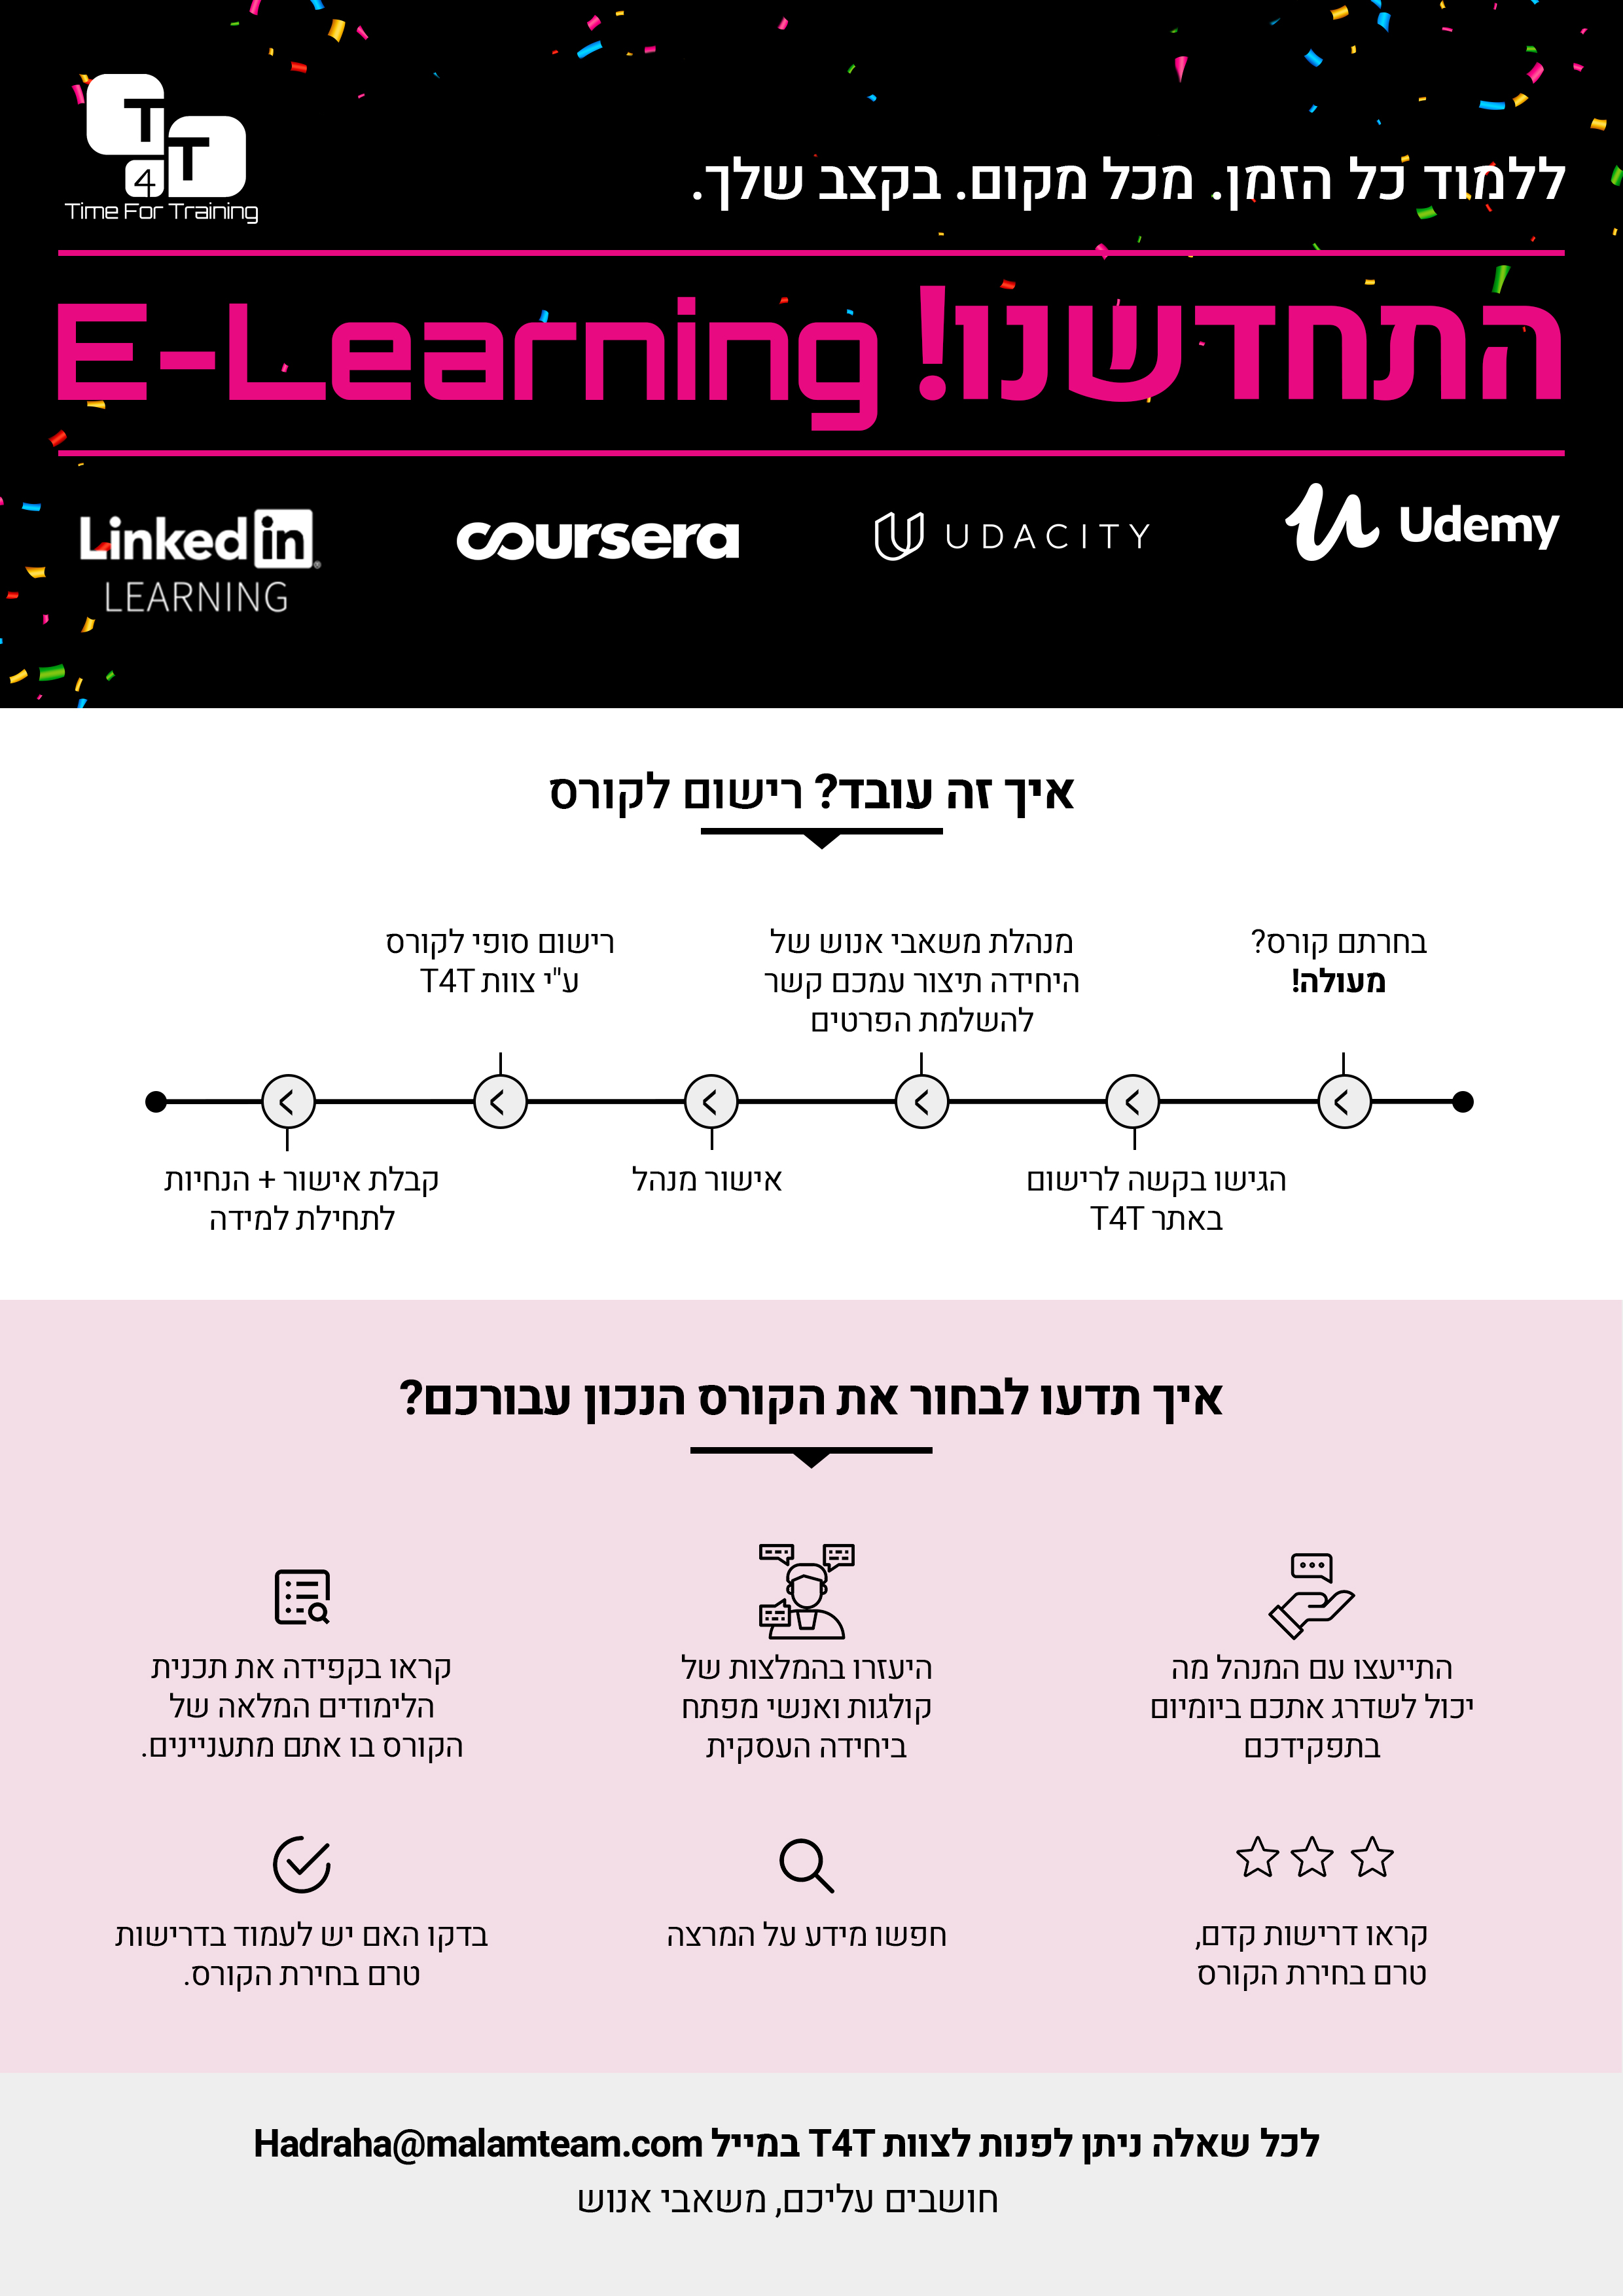 T T
4
Time For Training
ללמוד כל הזמן. מכל מקום. בקצב שלך.
התחדשנו! E-Learning
Udemy
UDACITY
coursera
Linked in
LEARNING
איך זה עובד? רישום לקורס
בחרתם קורס?
מעולה!
הגישו בקשה לרישום
באתר T4T
מנהלת משאבי אנוש של
היחידה תיצור עמכם קשר
להשלמת הפרטים
אישור מנהל
רישום סופי לקורס
ע"י צוות T4T
קבלת אישור + הנחיות
לתחילת למידה
איך תדעו לבחור את הקורס הנכון עבורכם?
התייעצו עם המנהל מה
יכול לשדרג אתכם ביומיום
בתפקידכם
היעזרו בהמלצות של
קולגות ואנשי מפתח
ביחידה העסקית
קראו בקפידה את תכנית
הלימודים המלאה של
הקורס בו אתם מתעניינים.
קראו דרישות קדם,
טרם בחירת הקורס
חפשו מידע על המרצה
בדקו האם יש לעמוד בדרישות
טרם בחירת הקורס.
לכל שאלה ניתן לפנות לצוות T4T במייל Hadraha@malamteam.com
חושבים עליכם, משאבי אנוש